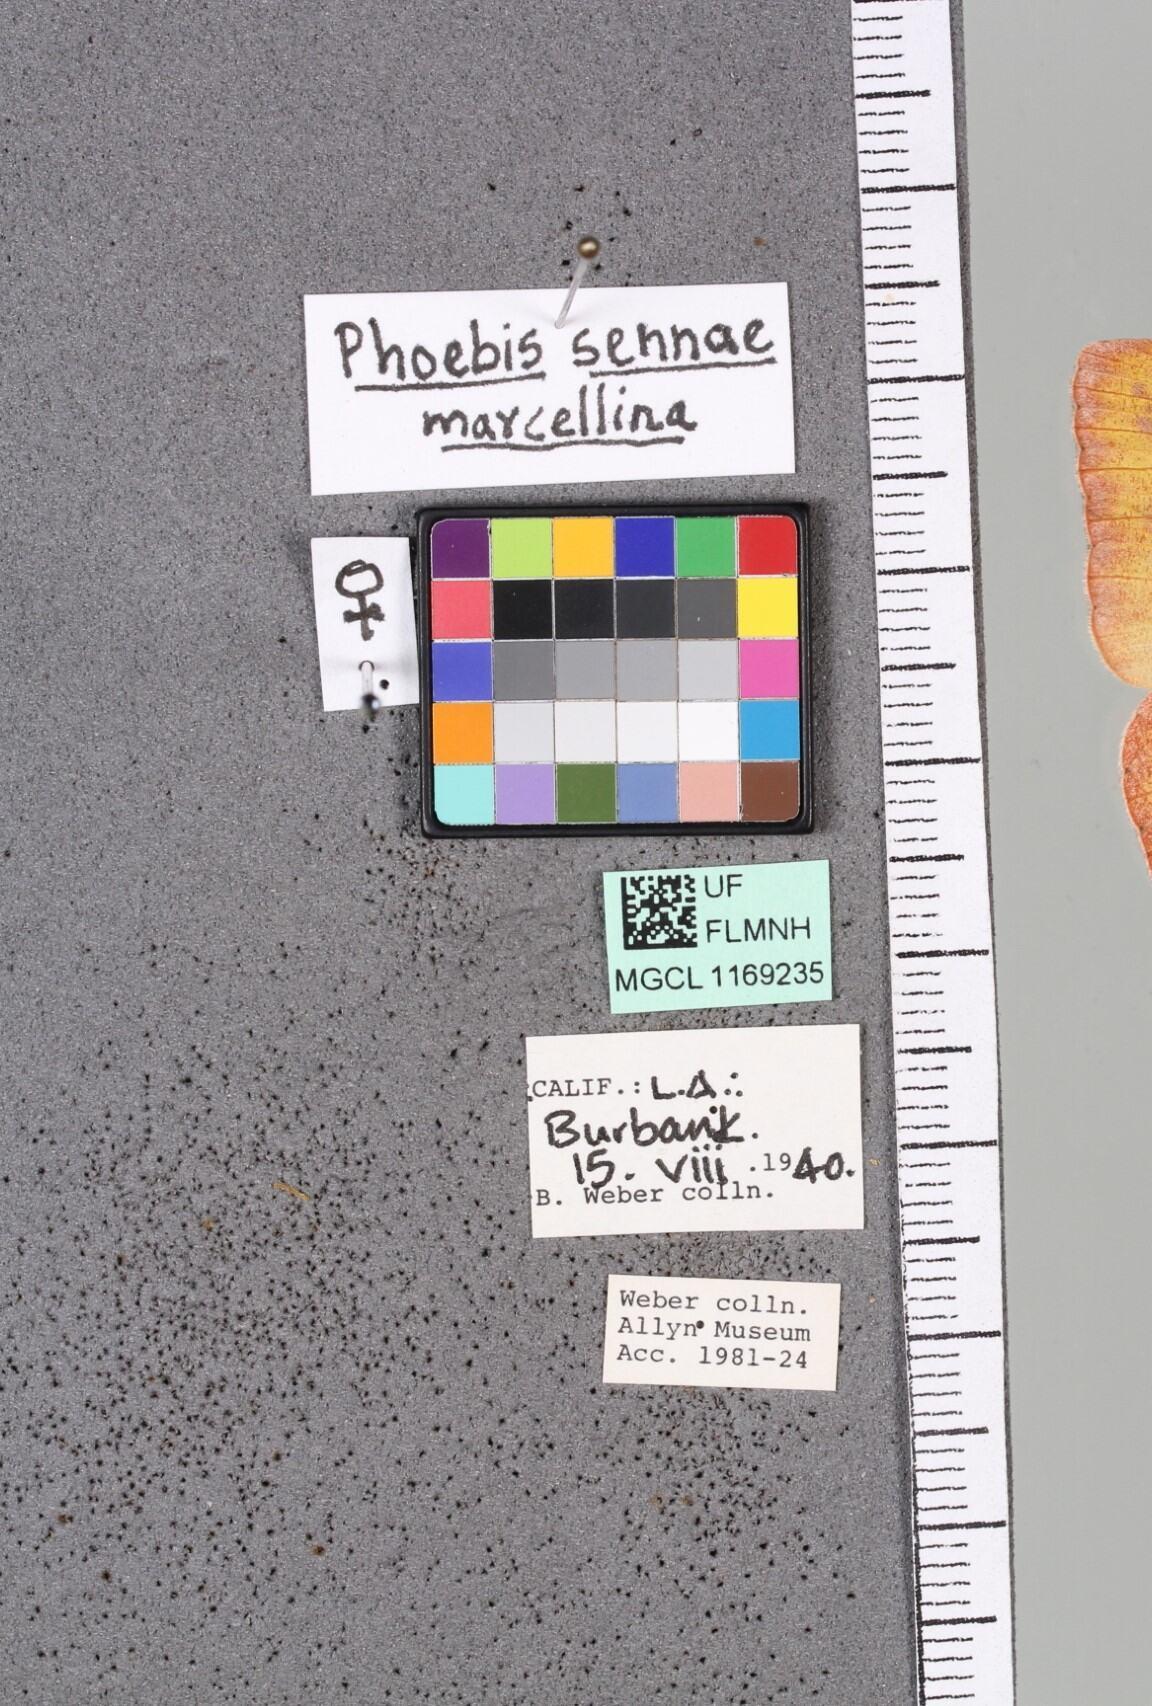 Phoebis sennae
marcellina
♀
UF
FLMNH
MGCL 1169235
CALIF.: L.A.:
Burbank.
15. viii .1940.
B. Weber colln.
Weber colln.
Allyn Museum
Acc. 1981-24